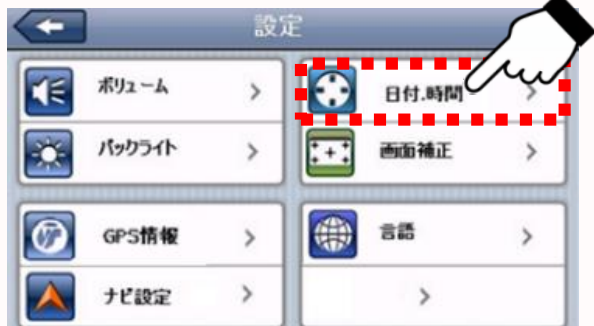 設定
ボリューム
日付.時間
バックライト
画面補正
GPS情報
言語
ナビ設定